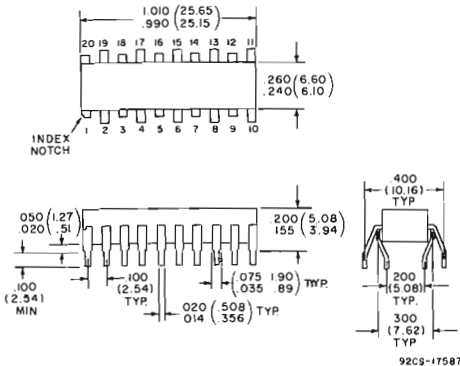 1.010 (25.65)
.990 (25.15)
20 19 18 17 16 15 14 13 12 11
.260 (6.60)
.240 (6.10)
1 2 3 4 5 6 7 8 9 10
INDEX
NOTCH
.400
(10.16)
TYP
.050 (1.27)
.020 (.51)
.200 (5.08)
.155 (3.94)
.100
(2.54)
MIN
.100
(2.54)
TYP.
.075 (1.90)
.035 (.89) TYP.
.020 (.508)
.014 (.356) TYP.
.200
(5.08)
TYP.
.300
(7.62)
TYP
92CS-17587